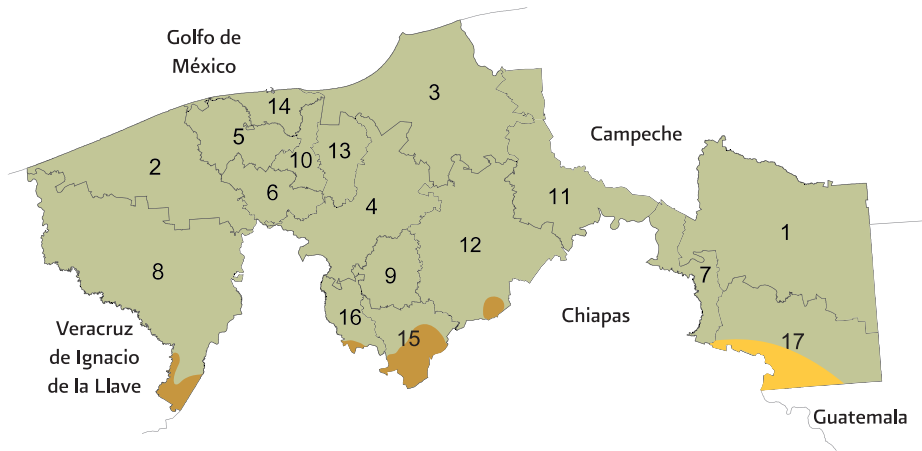 Golfo de
México
3
14
5
Campeche
13
10
2
6
4
11
1
12
8
9
7
16
Chiapas
Veracruz
de Ignacio
de la Llave
15
17
Guatemala